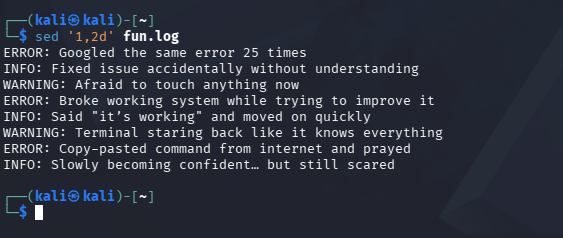 ┌──(kali㉿kali)-[~]
└─$ sed '1,2d' fun.log
ERROR: Googled the same error 25 times
INFO: Fixed issue accidentally without understanding
WARNING: Afraid to touch anything now
ERROR: Broke working system while trying to improve it
INFO: Said "it’s working" and moved on quickly
WARNING: Terminal staring back like it knows everything
ERROR: Copy-pasted command from internet and prayed
INFO: Slowly becoming confident… but still scared
┌──(kali㉿kali)-[~]
└─$